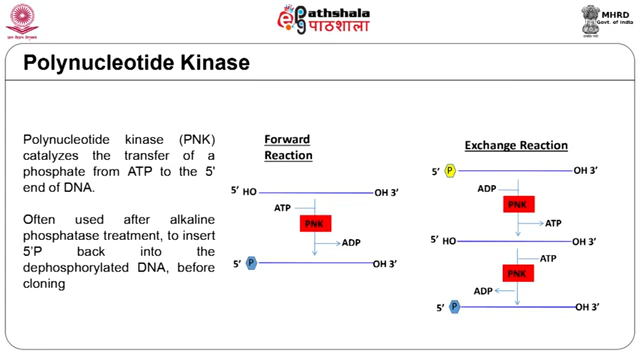 Pathshala
पाठशाला
MHRD
Govt. of India
Polynucleotide Kinase
Polynucleotide kinase (PNK)
catalyzes the transfer of a
phosphate from ATP to the 5'
end of DNA.
Often used after alkaline
phosphatase treatment, to insert
5'P back into the
dephosphorylated DNA, before
cloning
Forward
Reaction
5' HO OH 3'
ATP
PNK
ADP
5' P OH 3'
Exchange Reaction
5' P OH 3'
ADP
PNK
ATP
5' HO OH 3'
ATP
PNK
ADP
5' P OH 3'